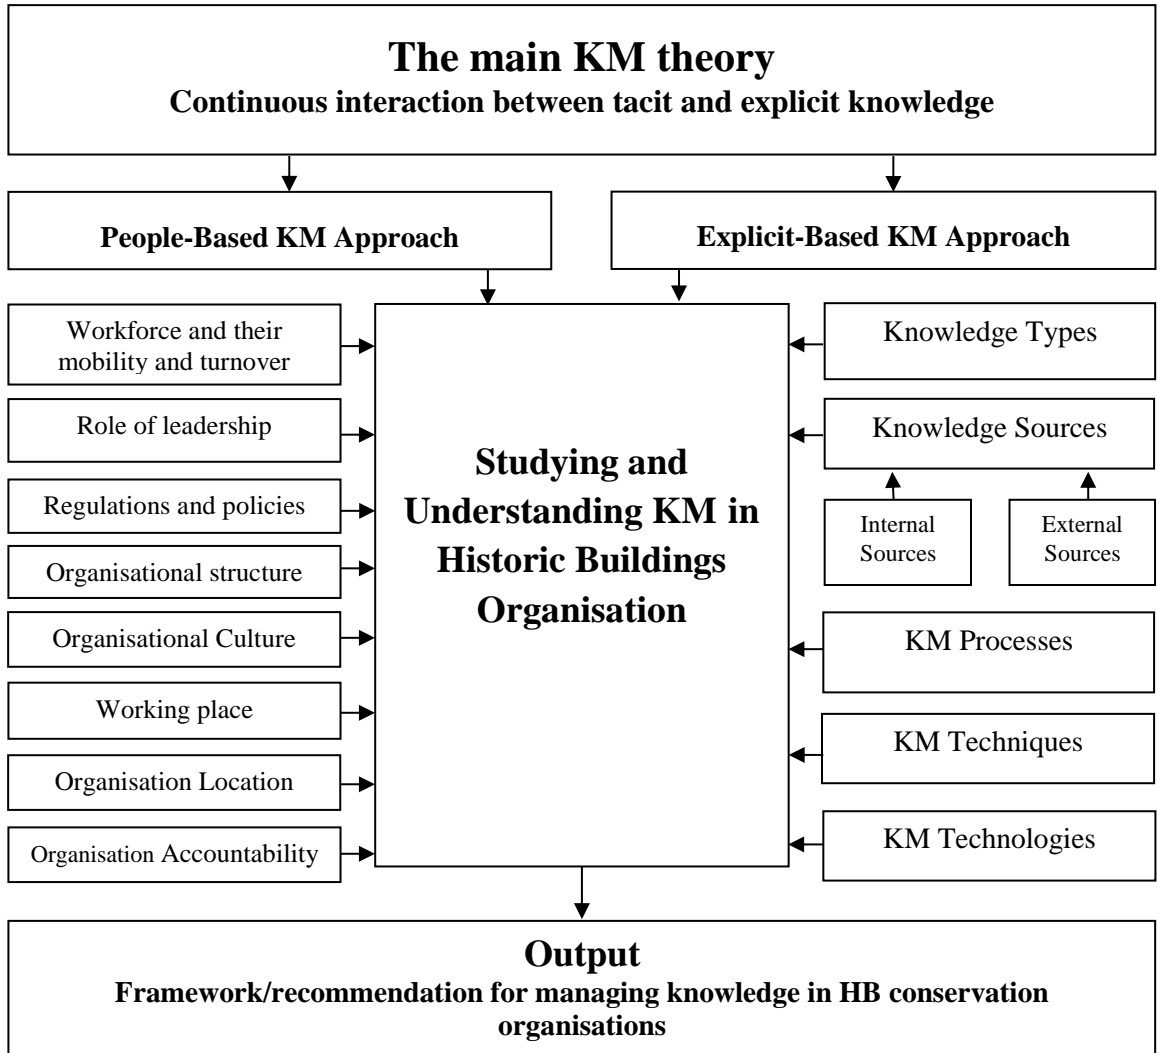 The main KM theory
Continuous interaction between tacit and explicit knowledge
People-Based KM Approach
Explicit-Based KM Approach
Workforce and their
mobility and turnover
Role of leadership
Regulations and policies
Organisational structure
Organisational Culture
Working place
Organisation Location
Organisation Accountability
Studying and
Understanding KM in
Historic Buildings
Organisation
Knowledge Types
Knowledge Sources
Internal
Sources
External
Sources
KM Processes
KM Techniques
KM Technologies
Output
Framework/recommendation for managing knowledge in HB conservation
organisations